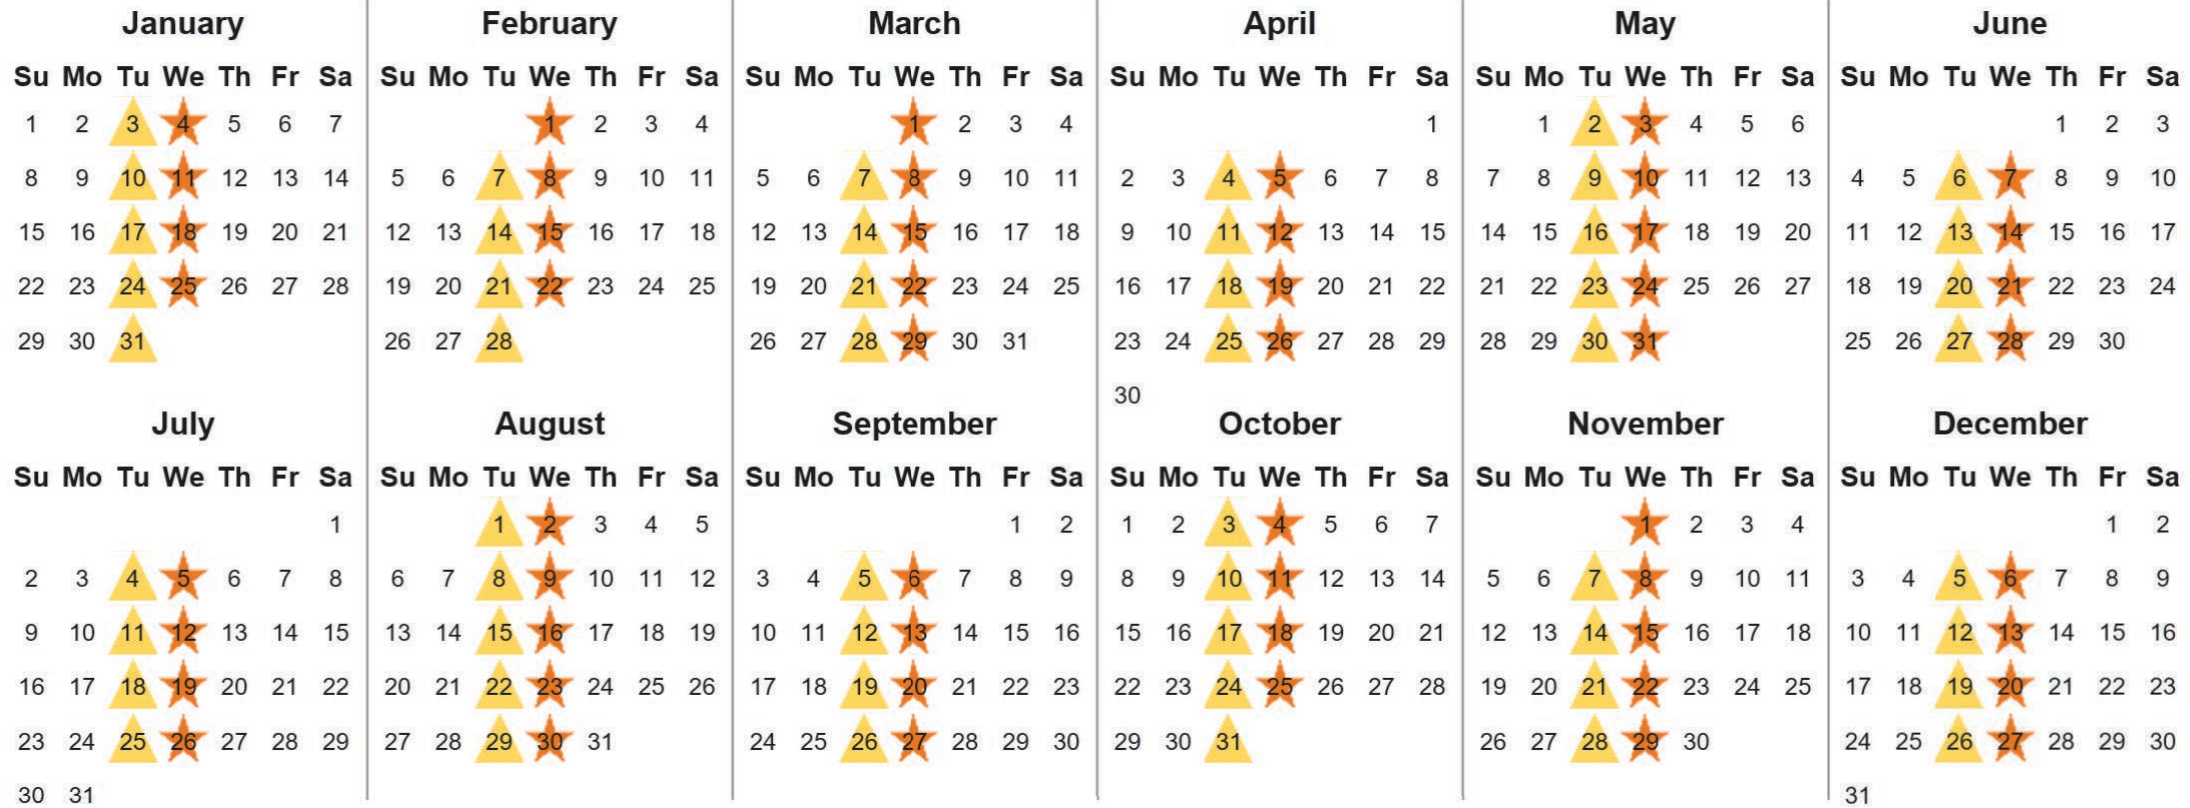 January February March April May June
Su Mo Tu We Th Fr Sa Su Mo Tu We Th Fr Sa Su Mo Tu We Th Fr Sa Su Mo Tu We Th Fr Sa Su Mo Tu We Th Fr Sa Su Mo Tu We Th Fr Sa
1 2 3 4 5 6 7 1 2 3 4 1 2 3 4 1 1 2 3 4 5 6 1 2 3
8 9 10 11 12 13 14 5 6 7 8 9 10 11 5 6 7 8 9 10 11 2 3 4 5 6 7 8 7 8 9 10 11 12 13 4 5 6 7 8 9 10
15 16 17 18 19 20 21 12 13 14 15 16 17 18 12 13 14 15 16 17 18 9 10 11 12 13 14 15 14 15 16 17 18 19 20 11 12 13 14 15 16 17
22 23 24 25 26 27 28 19 20 21 22 23 24 25 19 20 21 22 23 24 25 16 17 18 19 20 21 22 21 22 23 24 25 26 27 18 19 20 21 22 23 24
29 30 31 26 27 28 26 27 28 29 30 31 23 24 25 26 27 28 29 28 29 30 31 25 26 27 28 29 30
30
July August September October November December
Su Mo Tu We Th Fr Sa Su Mo Tu We Th Fr Sa Su Mo Tu We Th Fr Sa Su Mo Tu We Th Fr Sa Su Mo Tu We Th Fr Sa Su Mo Tu We Th Fr Sa
1 1 2 3 4 5 1 2 1 2 3 4 5 6 7 1 2 3 4 1 2
2 3 4 5 6 7 8 6 7 8 9 10 11 12 3 4 5 6 7 8 9 8 9 10 11 12 13 14 5 6 7 8 9 10 11 3 4 5 6 7 8 9
9 10 11 12 13 14 15 13 14 15 16 17 18 19 10 11 12 13 14 15 16 15 16 17 18 19 20 21 12 13 14 15 16 17 18 10 11 12 13 14 15 16
16 17 18 19 20 21 22 20 21 22 23 24 25 26 17 18 19 20 21 22 23 22 23 24 25 26 27 28 19 20 21 22 23 24 25 17 18 19 20 21 22 23
23 24 25 26 27 28 29 27 28 29 30 31 24 25 26 27 28 29 30 29 30 31 26 27 28 29 30 24 25 26 27 28 29 30
30 31 31